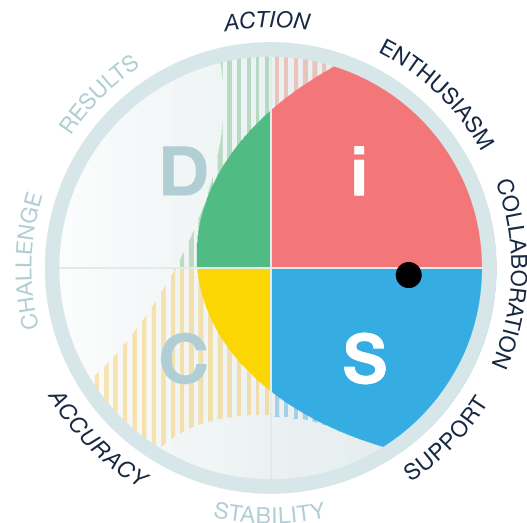 ACTION
ENTHUSIASM
COLLABORATION
SUPPORT
STABILITY
ACCURACY
CHALLENGE
RESULTS
D
i
C
S